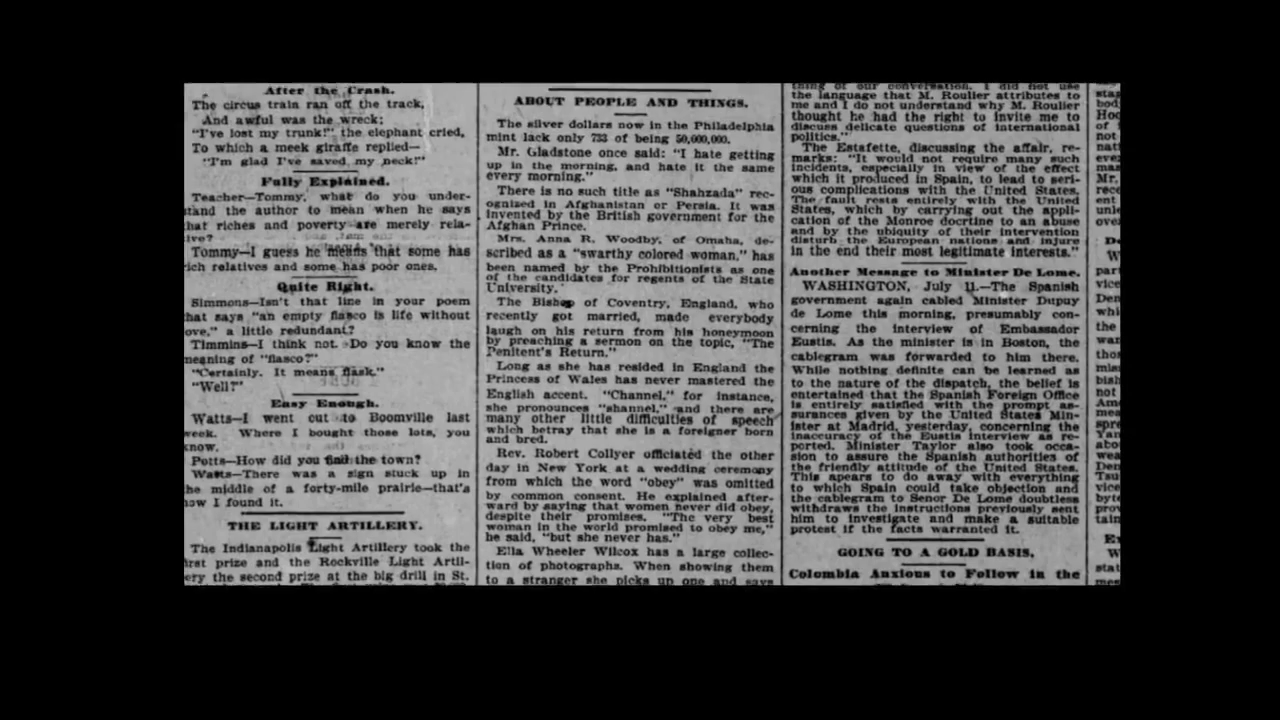 After the Crash.
The circus train ran off the track,
And awful was the wreck;
"I've lost my trunk!" the elephant cried,
To which a meek giraffe replied—
"I'm glad I've saved my neck!"
Fully Explained.
Teacher—Tommy, what do you under-
stand the author to mean when he says
that riches and poverty are merely rela-
tive?
Tommy—I guess he means that some has
rich relatives and some has poor ones.
Quite Right.
Simmons—Isn't that line in your poem
that says "an empty fiasco is life without
love," a little redundant?
Timmins—I think not. Do you know the
meaning of "fiasco?"
"Certainly. It means flask."
"Well?"
Easy Enough.
Watts—I went out to Boomville last
week. Where I bought those lots, you
know.
Potts—How did you find the town?
Watts—There was a sign stuck up in
the middle of a forty-mile prairie—that's
how I found it.
THE LIGHT ARTILLERY.
The Indianapolis Light Artillery took the
first prize and the Rockville Light Artil-
lery the second prize at the big drill in St.
ABOUT PEOPLE AND THINGS.
The silver dollars now in the Philadelphia
mint lack only 733 of being 50,000,000.
Mr. Gladstone once said: "I hate getting
up in the morning, and hate it the same
every morning."
There is no such title as "Shahzada" rec-
ognized in Afghanistan or Persia. It was
invented by the British government for the
Afghan Prince.
Mrs. Anna R. Woodby, of Omaha, de-
scribed as a "swarthy colored woman," has
been named by the Prohibitionists as one
of the candidates for regents of the State
University.
The Bishop of Coventry, England, who
recently got married, made everybody
laugh on his return from his honeymoon
by preaching a sermon on the topic, "The
Penitent's Return."
Long as she has resided in England the
Princess of Wales has never mastered the
English accent. "Channel," for instance,
she pronounces "shannel," and there are
many other little difficulties of speech
which betray that she is a foreigner born
and bred.
Rev. Robert Collyer officiated the other
day in New York at a wedding ceremony
from which the word "obey" was omitted
by common consent. He explained after-
ward by saying that women never did obey,
despite their promises. "The very best
woman in the world promised to obey me,"
he said, "but she never has."
Ella Wheeler Wilcox has a large collec-
tion of photographs. When showing them
to a stranger she picks up one and says
thing of our conversation. I did not use
the language that M. Roulier attributes to
me and I do not understand why M. Roulier
thought he had the right to invite me to
discuss delicate questions of international
politics."
The Estafette, discussing the affair, re-
marks: "It would not require many such
incidents, especially in view of the effect
which it produced in Spain, to lead to seri-
ous complications with the United States.
The fault rests entirely with the United
States, which by carrying out the appli-
cation of the Monroe docrtine to an abuse
and by the ubiquity of their intervention
disturb the European nations and injure
in the end their most legitimate interests."
Another Message to Minister De Lome.
WASHINGTON, July 11.—The Spanish
government again cabled Minister Dupuy
de Lome this morning, presumably con-
cerning the interview of Embassador
Eustis. As the minister is in Boston, the
cablegram was forwarded to him there.
While nothing definite can be learned as
to the nature of the dispatch, the belief is
entertained that the Spanish Foreign Office
is entirely satisfied with the prompt as-
surances given by the United States Min-
ister at Madrid, yesterday, concerning the
inaccuracy of the Eustis interview as re-
ported. Minister Taylor also took occa-
sion to assure the Spanish authorities of
the friendly attitude of the United States.
This apears to do away with everything
to which Spain could take objection and
the cablegram to Senor De Lome doubtless
withdraws the instructions previously sent
him to investigate and make a suitable
protest if the facts warranted it.
GOING TO A GOLD BASIS.
Colombia Anxious to Follow in the